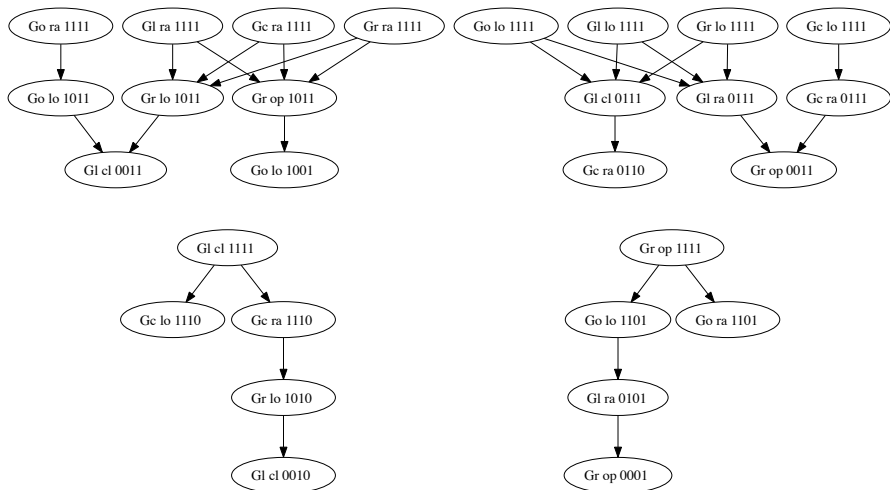 Go ra 1111
Gl ra 1111
Gc ra 1111
Gr ra 1111
Go lo 1111
Gl lo 1111
Gr lo 1111
Gc lo 1111
Go lo 1011
Gr lo 1011
Gr op 1011
Gl cl 0111
Gl ra 0111
Gc ra 0111
Gl cl 0011
Go lo 1001
Gc ra 0110
Gr op 0011
Gl cl 1111
Gr op 1111
Gc lo 1110
Gc ra 1110
Go lo 1101
Go ra 1101
Gr lo 1010
Gl ra 0101
Gl cl 0010
Gr op 0001